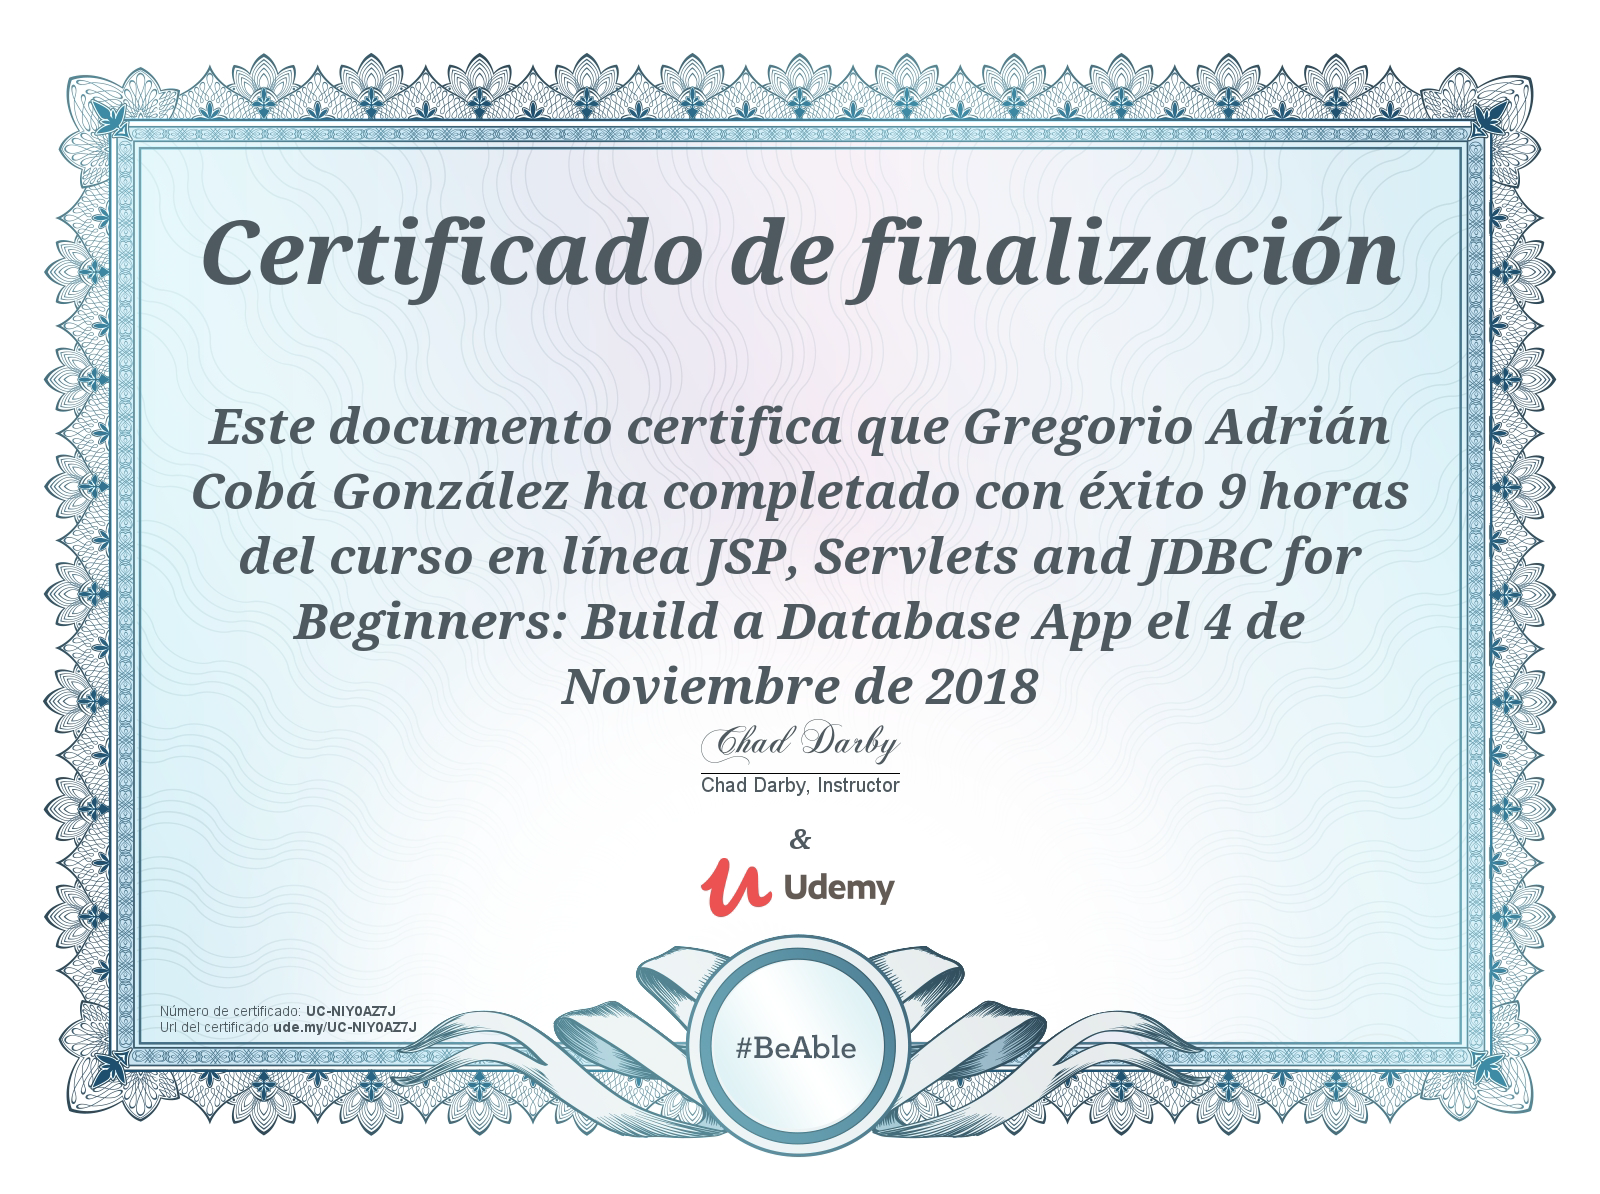 Certificado de finalización
Este documento certifica que Gregorio Adrián
Cobá González ha completado con éxito 9 horas
del curso en línea JSP, Servlets and JDBC for
Beginners: Build a Database App el 4 de
Noviembre de 2018
Chad Darby
Chad Darby, Instructor
&
Udemy
Número de certificado: UC-NIY0AZ7J
Url del certificado ude.my/UC-NIY0AZ7J
#BeAble